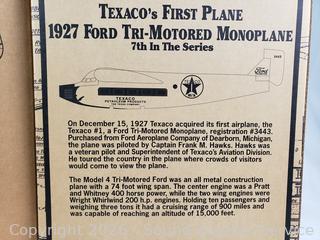 TEXACO'S FIRST PLANE
1927 FORD TRI-MOTORED MONOPLANE
7th In The Series
Ford
3443
TEXACO
PETROLEUM PRODUCTS
THE TEXAS COMPANY
On December 15, 1927 Texaco acquired its first airplane, the
Texaco #1, a Ford Tri-Motored Monoplane, registration #3443.
Purchased from Ford Aeroplane Company of Dearborn, Michigan,
the plane was piloted by Captain Frank M. Hawks. Hawks was
a veteran pilot and Superintendent of Texaco's Aviation Division.
He toured the country in the plane where crowds of visitors
would come to view the plane.
The Model 4 Tri-Motored Ford was an all metal construction
plane with a 74 foot wing span. The center engine was a Pratt
and Whitney 400 horse power, while the two wing engines were
Wright Whirlwind 200 h.p. engines. Holding ten passengers and
weighing three tons it had a cruising range of 900 miles and
was capable of reaching an altitude of 15,000 feet.